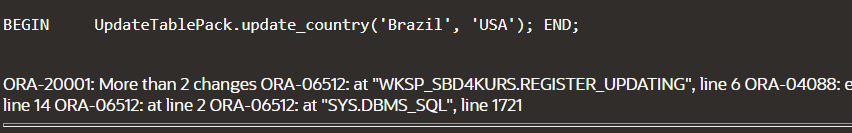 BEGIN UpdateTablePack.update_country('Brazil', 'USA'); END;
ORA-20001: More than 2 changes ORA-06512: at "WKSP_SBD4KURS.REGISTER_UPDATING", line 6 ORA-04088: e
line 14 ORA-06512: at line 2 ORA-06512: at "SYS.DBMS_SQL", line 1721